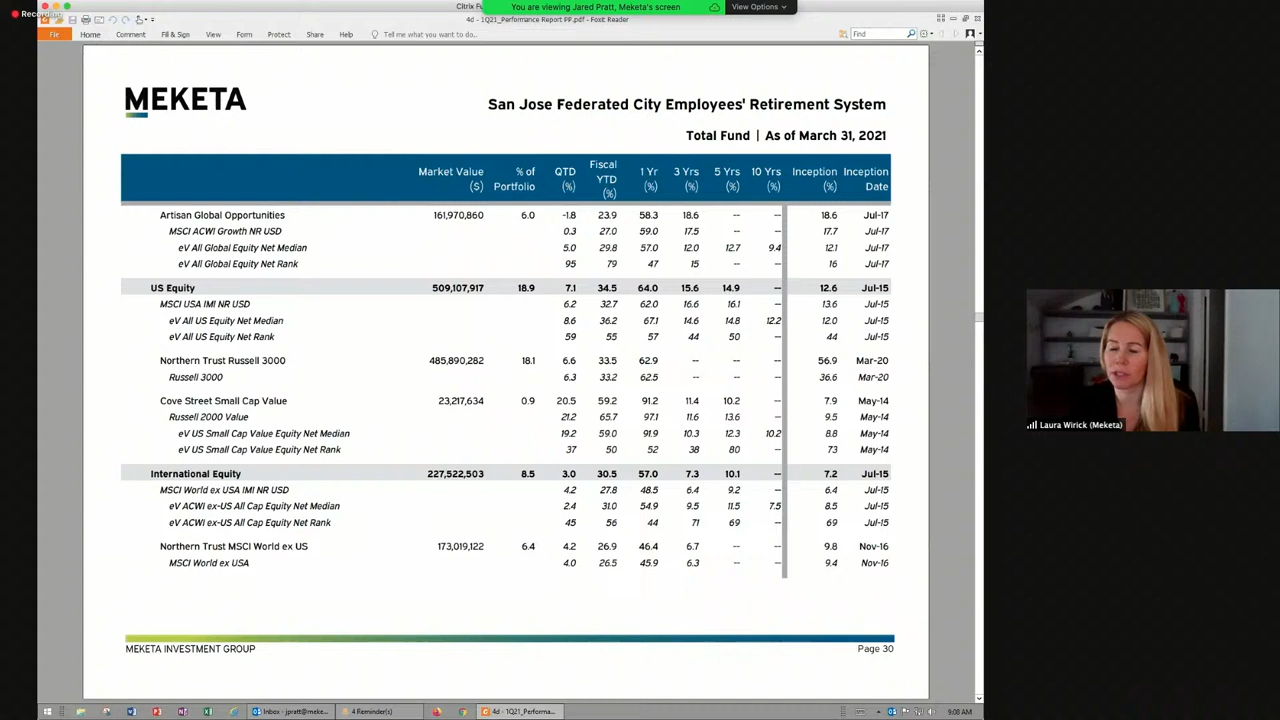 Recording
Citrix Fu
You are viewing Jared Pratt, Meketa's screen
View Options
4d - 1Q21_Performance Report PP.pdf - Foxit Reader
File Home Comment Fill & Sign View Form Protect Share Help Tell me what you want to do... Find
MEKETA
San Jose Federated City Employees' Retirement System
Total Fund | As of March 31, 2021
Market Value ($) % of Portfolio QTD (%) Fiscal YTD (%) 1 Yr (%) 3 Yrs (%) 5 Yrs (%) 10 Yrs (%) Inception (%) Inception Date
Artisan Global Opportunities 161,970,860 6.0 -1.8 23.9 58.3 18.6 -- -- 18.6 Jul-17
MSCI ACWI Growth NR USD 0.3 27.0 59.0 17.5 -- -- 17.7 Jul-17
eV All Global Equity Net Median 5.0 29.8 57.0 12.0 12.7 9.4 12.1 Jul-17
eV All Global Equity Net Rank 95 79 47 15 -- -- 16 Jul-17
US Equity 509,107,917 18.9 7.1 34.5 64.0 15.6 14.9 -- 12.6 Jul-15
MSCI USA IMI NR USD 6.2 32.7 62.0 16.6 16.1 -- 13.6 Jul-15
eV All US Equity Net Median 8.6 36.2 67.1 14.6 14.8 12.2 12.0 Jul-15
eV All US Equity Net Rank 59 55 57 44 50 -- 44 Jul-15
Northern Trust Russell 3000 485,890,282 18.1 6.6 33.5 62.9 -- -- -- 56.9 Mar-20
Russell 3000 6.3 33.2 62.5 -- -- -- 36.6 Mar-20
Cove Street Small Cap Value 23,217,634 0.9 20.5 59.2 91.2 11.4 10.2 -- 7.9 May-14
Russell 2000 Value 21.2 65.7 97.1 11.6 13.6 -- 9.5 May-14
eV US Small Cap Value Equity Net Median 19.2 59.0 91.9 10.3 12.3 10.2 8.8 May-14
eV US Small Cap Value Equity Net Rank 37 50 52 38 80 -- 73 May-14
International Equity 227,522,503 8.5 3.0 30.5 57.0 7.3 10.1 -- 7.2 Jul-15
MSCI World ex USA IMI NR USD 4.2 27.8 48.5 6.4 9.2 -- 6.4 Jul-15
eV ACWI ex-US All Cap Equity Net Median 2.4 31.0 54.9 9.5 11.5 7.5 8.5 Jul-15
eV ACWI ex-US All Cap Equity Net Rank 45 56 44 71 69 -- 69 Jul-15
Northern Trust MSCI World ex US 173,019,122 6.4 4.2 26.9 46.4 6.7 -- -- 9.8 Nov-16
MSCI World ex USA 4.0 26.5 45.9 6.3 -- -- 9.4 Nov-16
MEKETA INVESTMENT GROUP
Page 30
Laura Wirick (Meketa)
Inbox - jpratt@meke...
4 Reminder(s)
4d - 1Q21_Performa...
9:08 AM